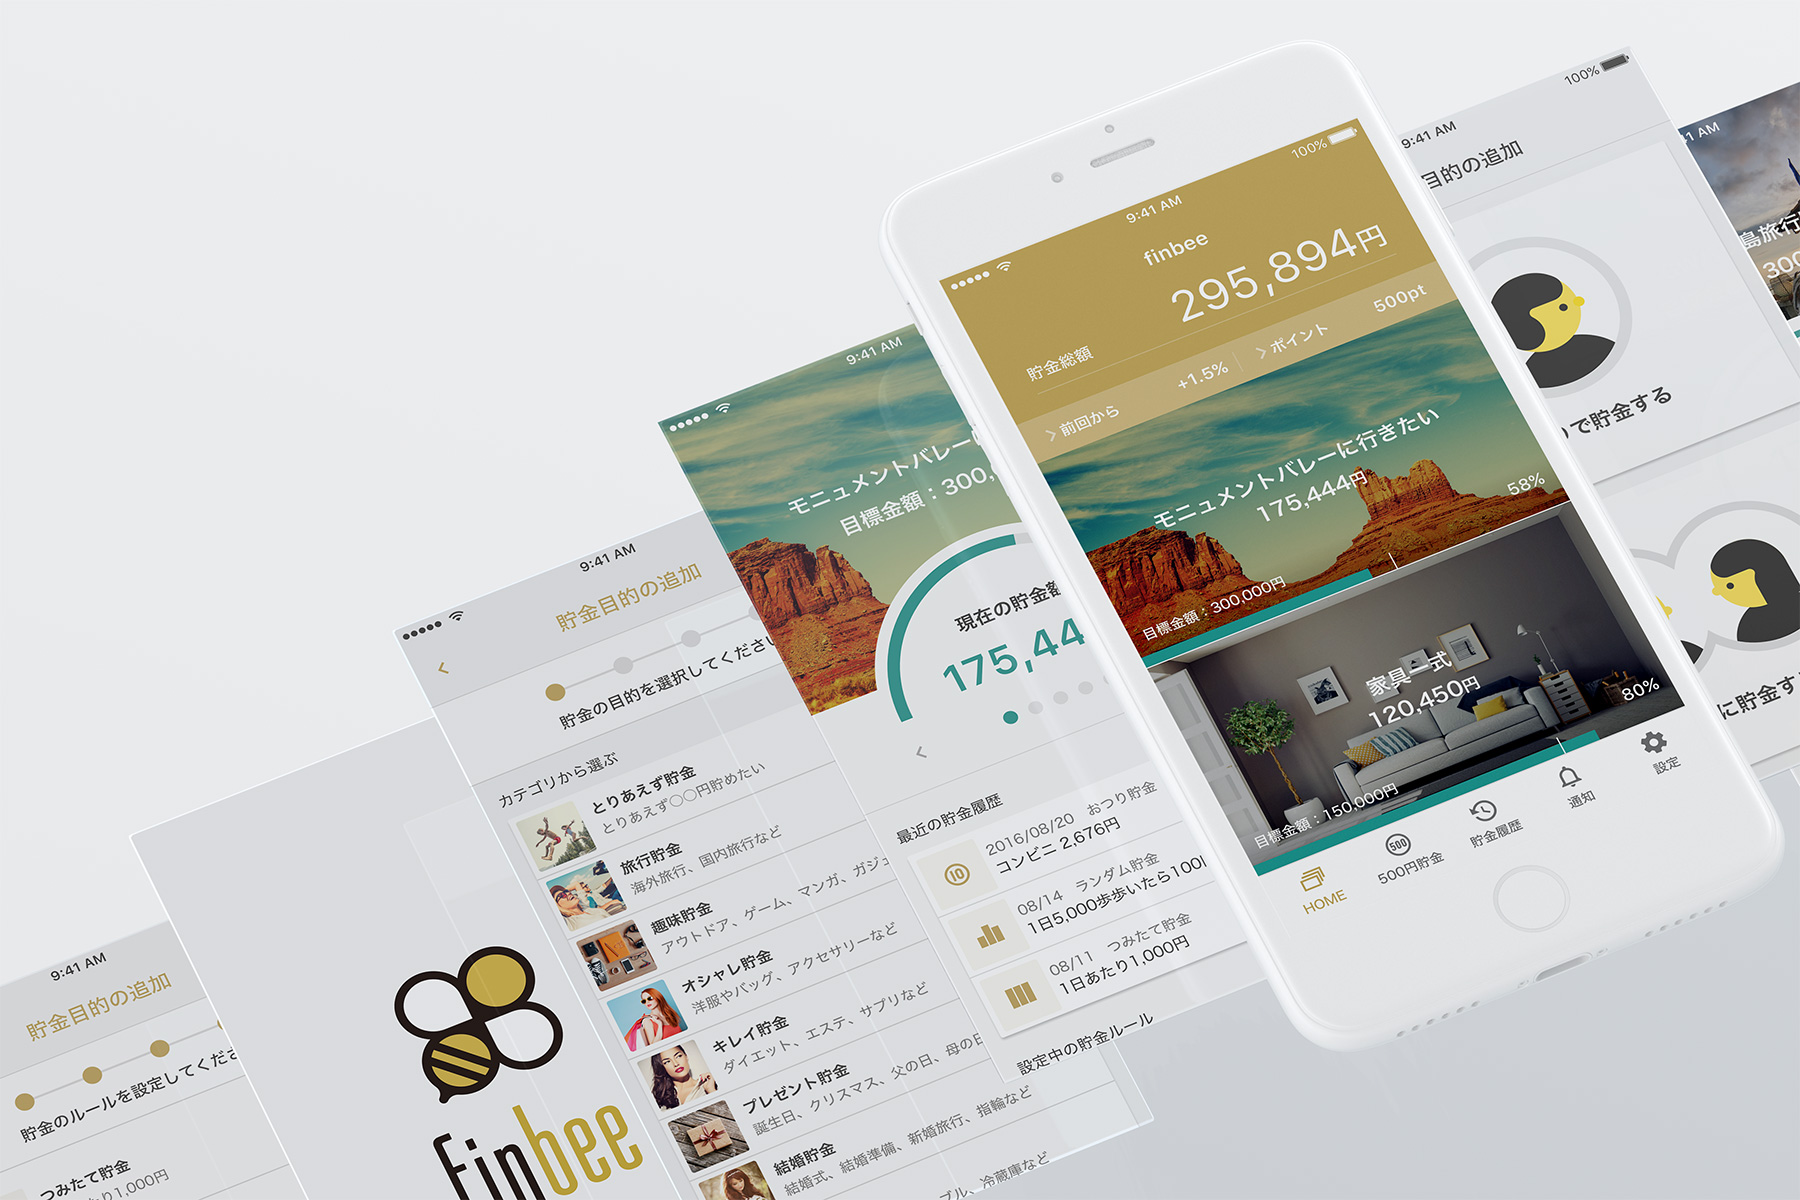 9:41 AM
貯金目的の追加
貯金のルールを設定してくださ
つみたて貯金
たり1,000円
finbee
9:41 AM
貯金目的の追加
貯金の目的を選択してくださ
カテゴリから選ぶ
とりあえず貯金
とりあえず○○円貯めたい
旅行貯金
海外旅行、国内旅行など
趣味貯金
アウトドア、ゲーム、マンガ、ガジェ
オシャレ貯金
洋服やバッグ、アクセサリーなど
キレイ貯金
ダイエット、エステ、サプリなど
プレゼント貯金
誕生日、クリスマス、父の日、母の日
結婚貯金
結婚式、結婚準備、新婚旅行、指輪など
ブル、冷蔵庫など
9:41 AM
モニュメントバレーに
目標金額：300,
現在の貯金額
175,44
最近の貯金履歴
2016/08/20 おつり貯金
コンビニ 2,676円
08/14 ランダム貯金
1日5,000歩歩いたら100
08/11 つみたて貯金
1日あたり1,000円
設定中の貯金ルール
9:41 AM
100%
finbee
貯金総額
295,894円
前回から
+1.5%
ポイント
500pt
モニュメントバレーに行きたい
175,444円
58%
目標金額：300,000円
家具一式
120,450円
80%
目標金額：150,000円
HOME
500円貯金
貯金履歴
通知
設定
9:41 AM
100%
目的の追加
で貯金する
に貯金す
41 AM
島旅行
300